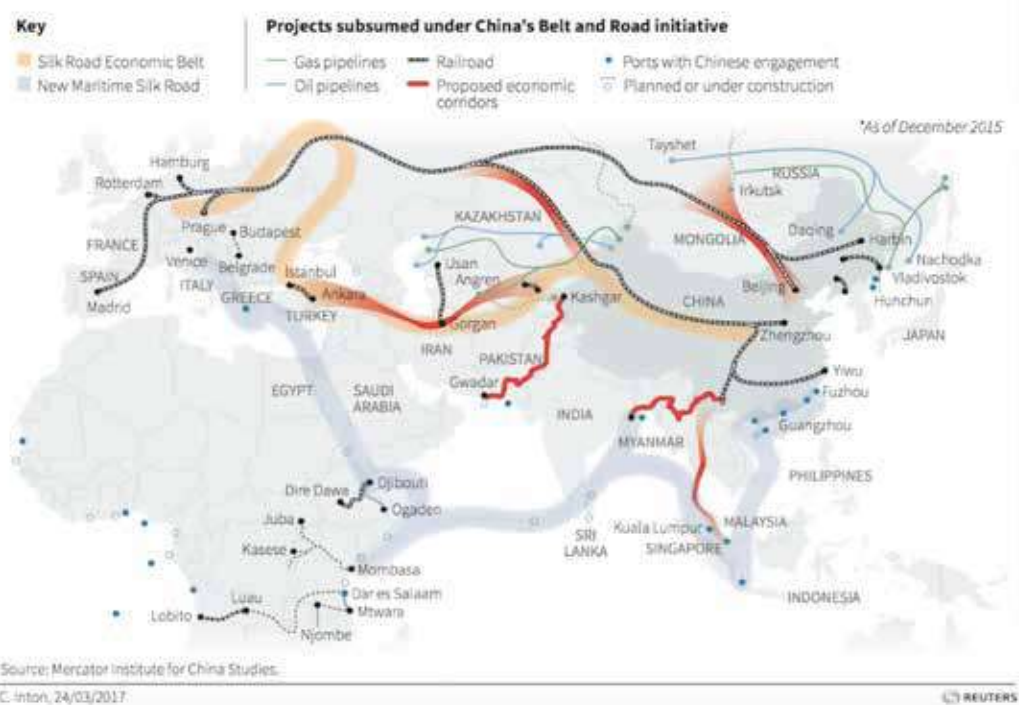 Key
Projects subsumed under China's Belt and Road initiative
Silk Road Economic Belt
New Maritime Silk Road
Gas pipelines
Oil pipelines
Railroad
Proposed economic
corridors
Ports with Chinese engagement
Planned or under construction
*As of December 2015
Tayshet
Hamburg
Rotterdam
RUSSIA
Irkutsk
KAZAKHSTAN
Prague
Budapest
MONGOLIA
Daqing
Harbin
FRANCE
Venice
Belgrade
Usan
Nachodka
SPAIN
ITALY
Istanbul
Angren
Vladivostok
Madrid
GREECE
Ankara
Kashgar
CHINA
Beijing
Hunchun
TURKEY
Gorgan
Zhengzhou
JAPAN
IRAN
PAKISTAN
EGYPT
SAUDI
ARABIA
Gwadar
Yiwu
Fuzhou
INDIA
Guangzhou
MYANMAR
PHILIPPINES
Djibouti
Dire Dawa
Ogaden
Juba
SRI
LANKA
Kuala Lumpur
MALAYSIA
SINGAPORE
Kasese
Mombasa
Dar es Salaam
INDONESIA
Luau
Lobito
Mtwara
Njombe
Source: Mercator Institute for China Studies.
C. Inton, 24/03/2017
REUTERS